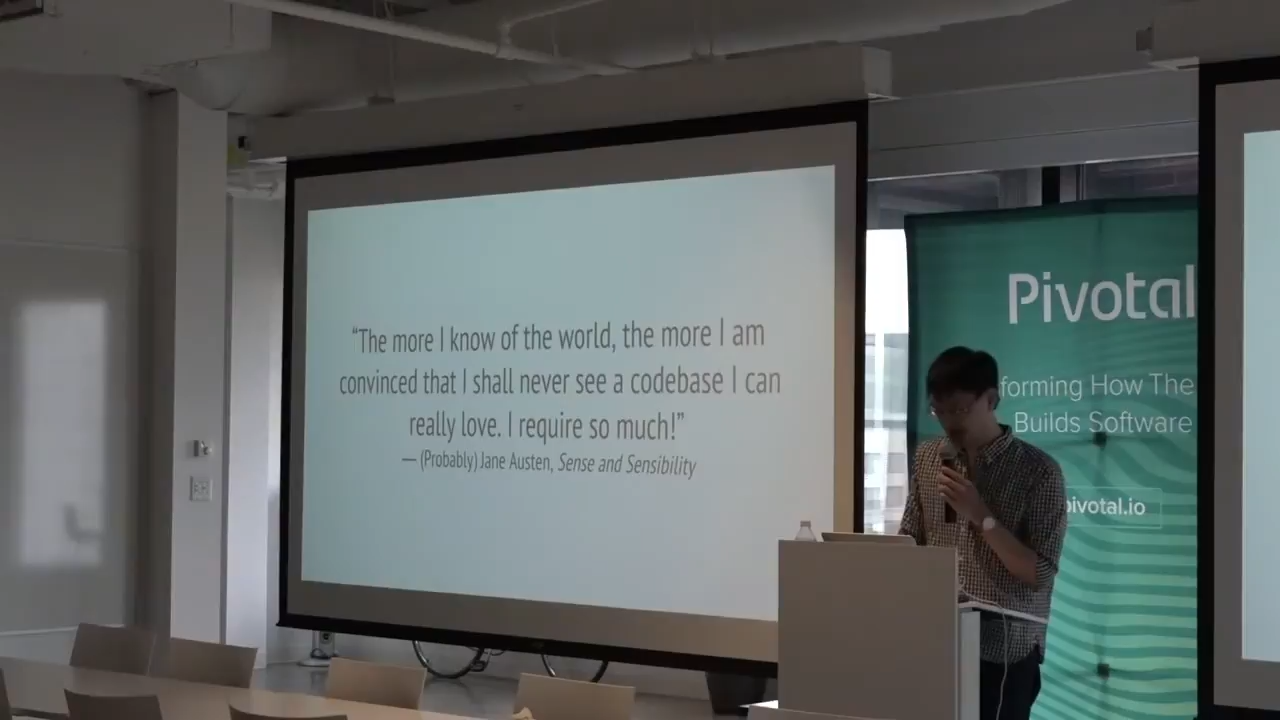 “The more I know of the world, the more I am
convinced that I shall never see a codebase I can
really love. I require so much!”
— (Probably) Jane Austen, Sense and Sensibility
Pivotal
forming How The
Builds Software
pivotal.io